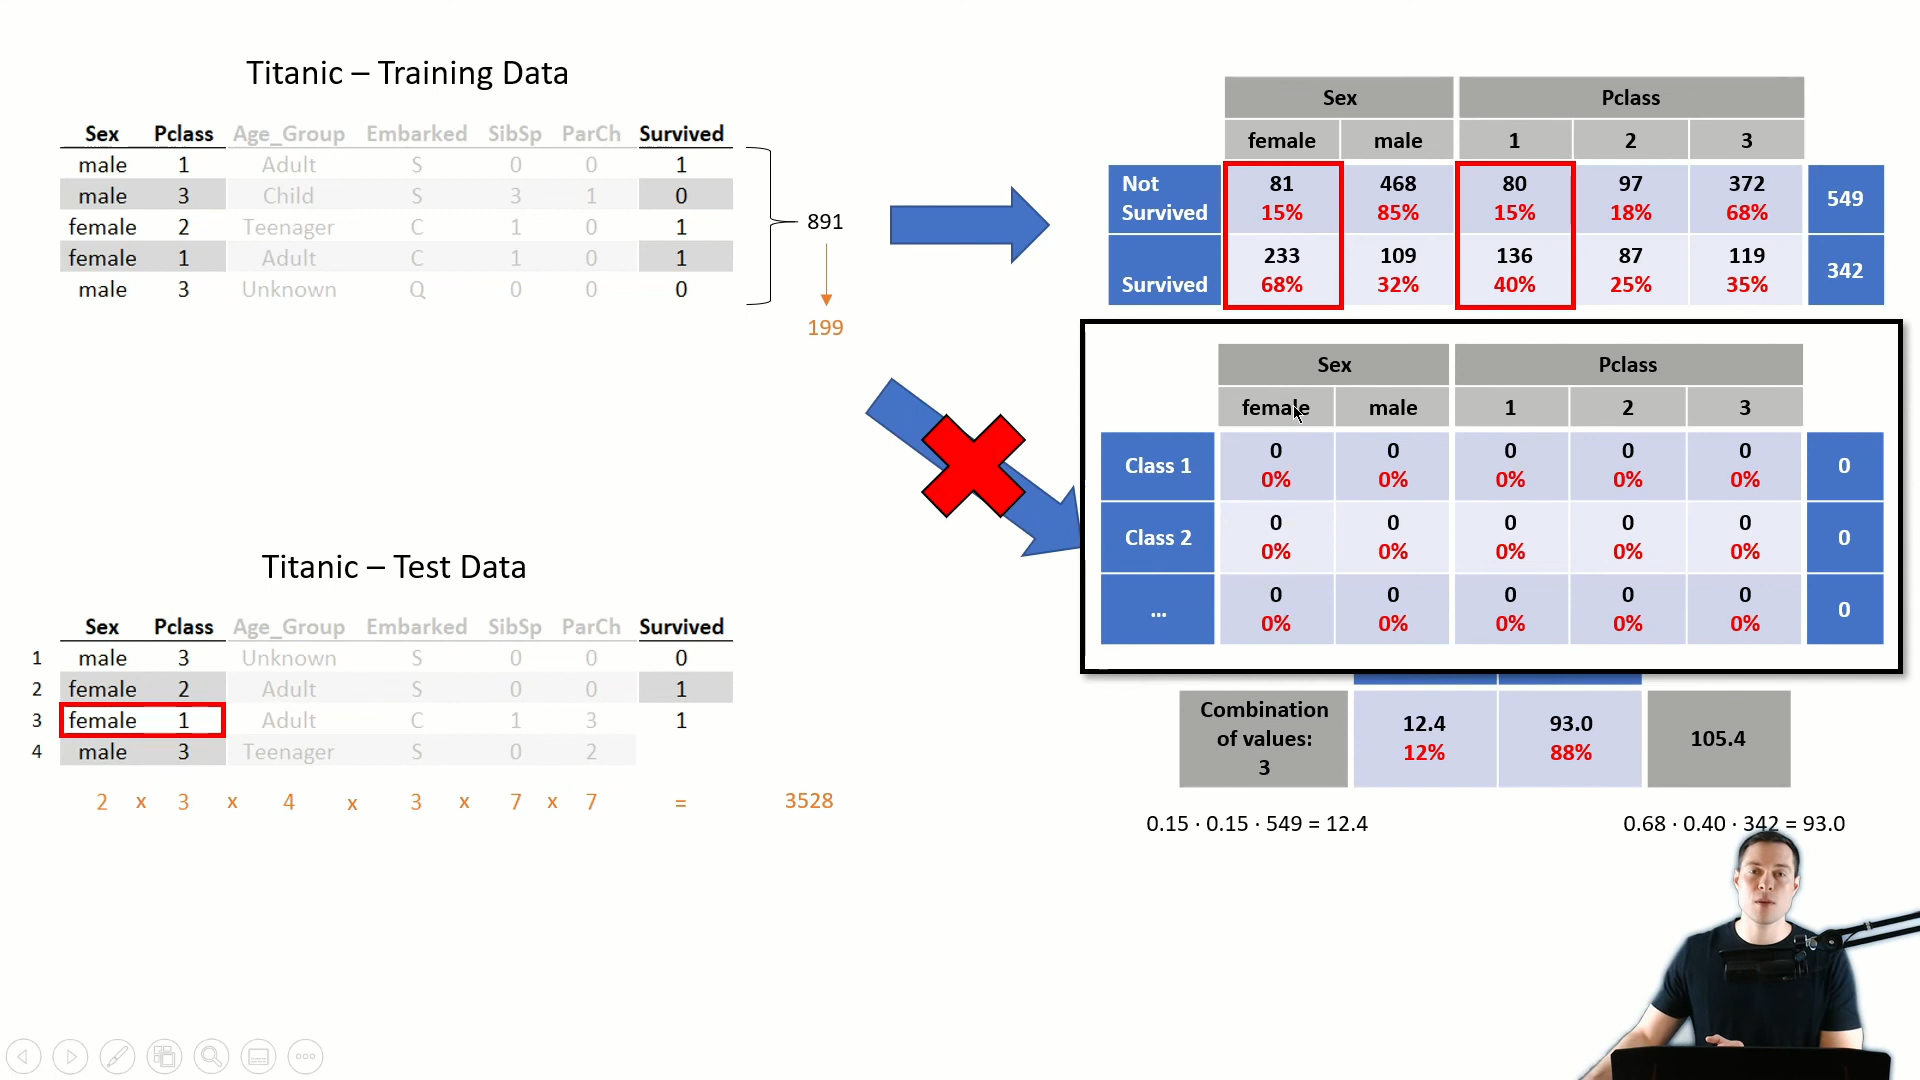 Titanic – Training Data
Sex Pclass Age_Group Embarked SibSp ParCh Survived
male 1 Adult S 0 0 1
male 3 Child S 3 1 0
female 2 Teenager C 1 0 1
female 1 Adult C 1 0 1
male 3 Unknown Q 0 0 0
891
199
Sex Pclass
female male 1 2 3
Not Survived 81 468 80 97 372 549
15% 85% 15% 18% 68%
Survived 233 109 136 87 119 342
68% 32% 40% 25% 35%
Sex Pclass
female male 1 2 3
Class 1 0 0 0 0 0 0
0% 0% 0% 0% 0%
Class 2 0 0 0 0 0 0
0% 0% 0% 0% 0%
... 0 0 0 0 0 0
0% 0% 0% 0% 0%
Titanic – Test Data
Sex Pclass Age_Group Embarked SibSp ParCh Survived
1 male 3 Unknown S 0 0 0
2 female 2 Adult S 0 0 1
3 female 1 Adult C 1 3 1
4 male 3 Teenager S 0 2
2 x 3 x 4 x 3 x 7 x 7 = 3528
Combination
of values:
3
12.4 93.0 105.4
12% 88%
0.15 · 0.15 · 549 = 12.4
0.68 · 0.40 · 342 = 93.0